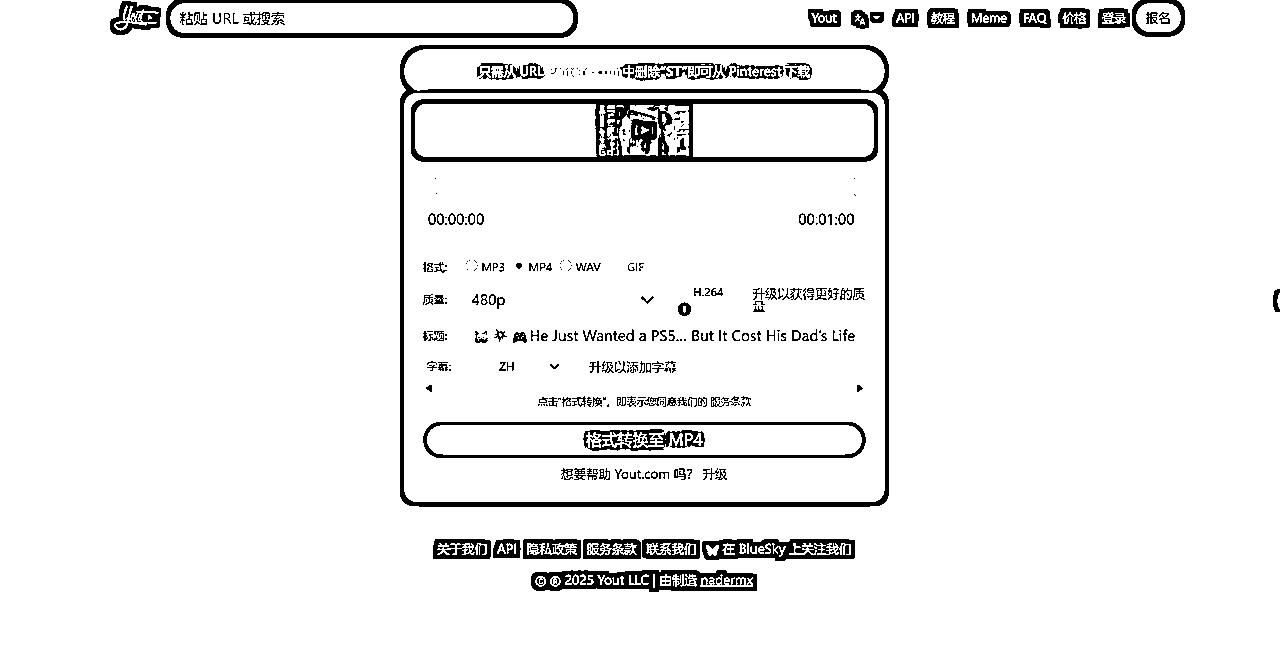 Yout
粘贴 URL 或搜索
Yout API 教程 Meme FAQ 价格 登录 报名
只需从 URL 中删除“ST”即可从 Pinterest 下载
00:00:00 00:01:00
格式: MP3 MP4 WAV GIF
质量: 480p H.264 升级以获得更好的质量
标题: He Just Wanted a PS5... But It Cost His Dad's Life
字幕: ZH 升级以添加字幕
点击“格式转换”，即表示您同意我们的 服务条款
格式转换至 MP4
想要帮助 Yout.com 吗？ 升级
关于我们 API 隐私政策 服务条款 联系我们 在 BlueSky 上关注我们
© ® 2025 Yout LLC | 由制造 nadermx